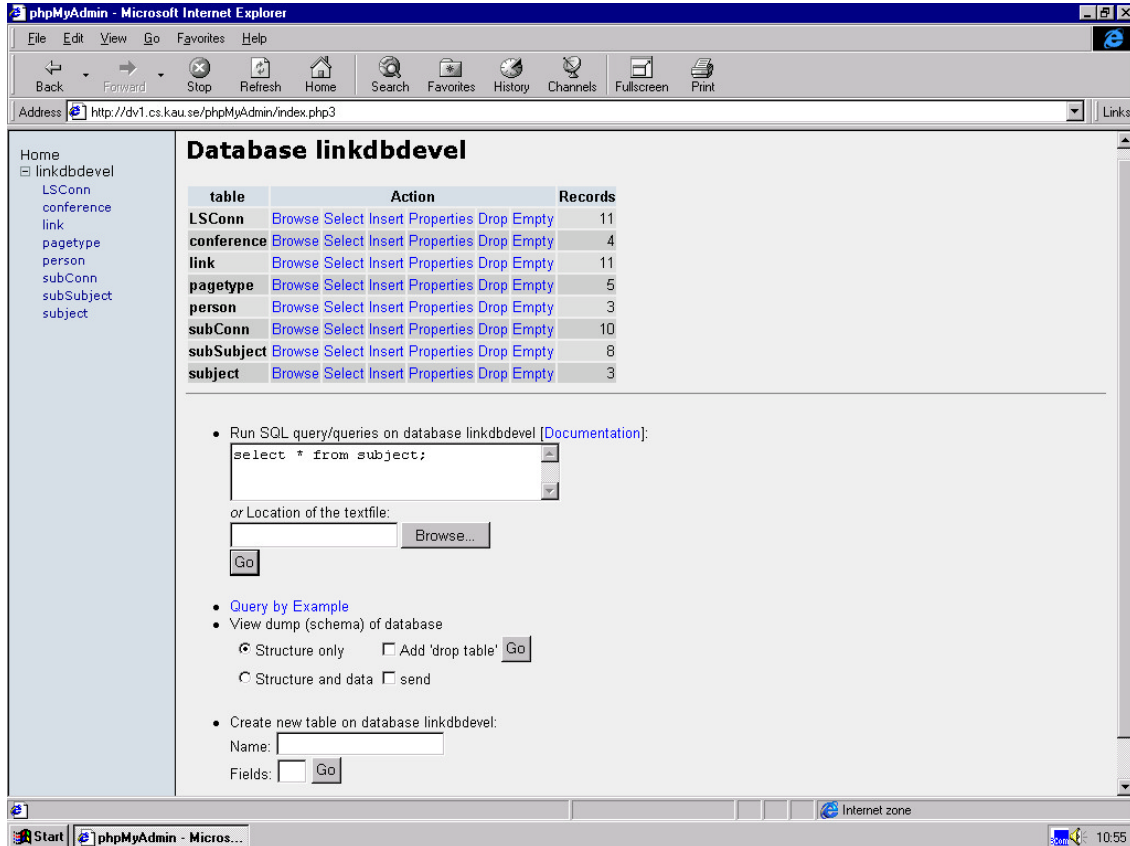 phpMyAdmin - Microsoft Internet Explorer
File Edit View Go Favorites Help
Back Forward Stop Refresh Home Search Favorites History Channels Fullscreen Print
Address http://dv1.cs.kau.se/phpMyAdmin/index.php3 Links
Home
linkdbdevel
LSConn
conference
link
pagetype
person
subConn
subSubject
subject
Database linkdbdevel
table Action Records
LSConn Browse Select Insert Properties Drop Empty 11
conference Browse Select Insert Properties Drop Empty 4
link Browse Select Insert Properties Drop Empty 11
pagetype Browse Select Insert Properties Drop Empty 5
person Browse Select Insert Properties Drop Empty 3
subConn Browse Select Insert Properties Drop Empty 10
subSubject Browse Select Insert Properties Drop Empty 8
subject Browse Select Insert Properties Drop Empty 3
• Run SQL query/queries on database linkdbdevel [Documentation]:
select * from subject;
or Location of the textfile:
Browse...
Go
• Query by Example
• View dump (schema) of database
Structure only Add 'drop table' Go
Structure and data send
• Create new table on database linkdbdevel:
Name:
Fields: Go
Internet zone
Start phpMyAdmin - Micros... 10:55